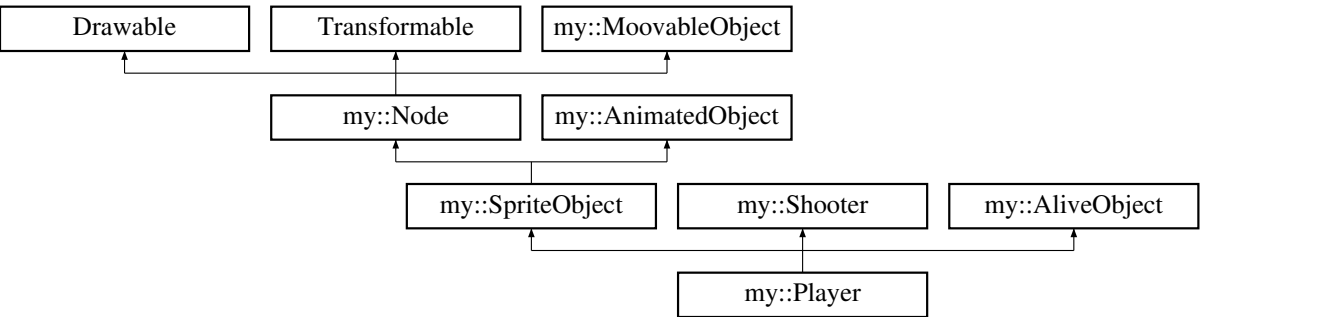 Drawable
Transformable
my::MoovableObject
my::Node
my::AnimatedObject
my::SpriteObject
my::Shooter
my::AliveObject
my::Player